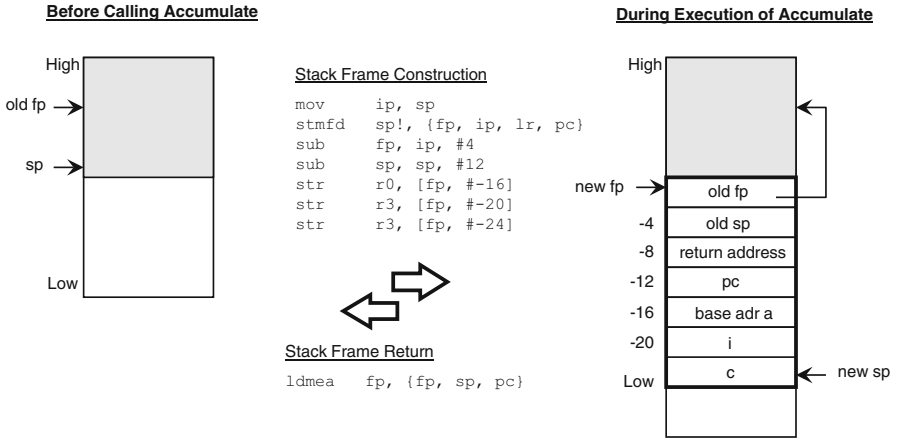 Before Calling Accumulate
High
old fp
sp
Low
Stack Frame Construction
mov ip, sp
stmfd sp!, {fp, ip, lr, pc}
sub fp, ip, #4
sub sp, sp, #12
str r0, [fp, #-16]
str r3, [fp, #-20]
str r3, [fp, #-24]
Stack Frame Return
ldmea fp, {fp, sp, pc}
During Execution of Accumulate
High
new fp
old fp
-4 old sp
-8 return address
-12 pc
-16 base adr a
-20 i
Low c new sp